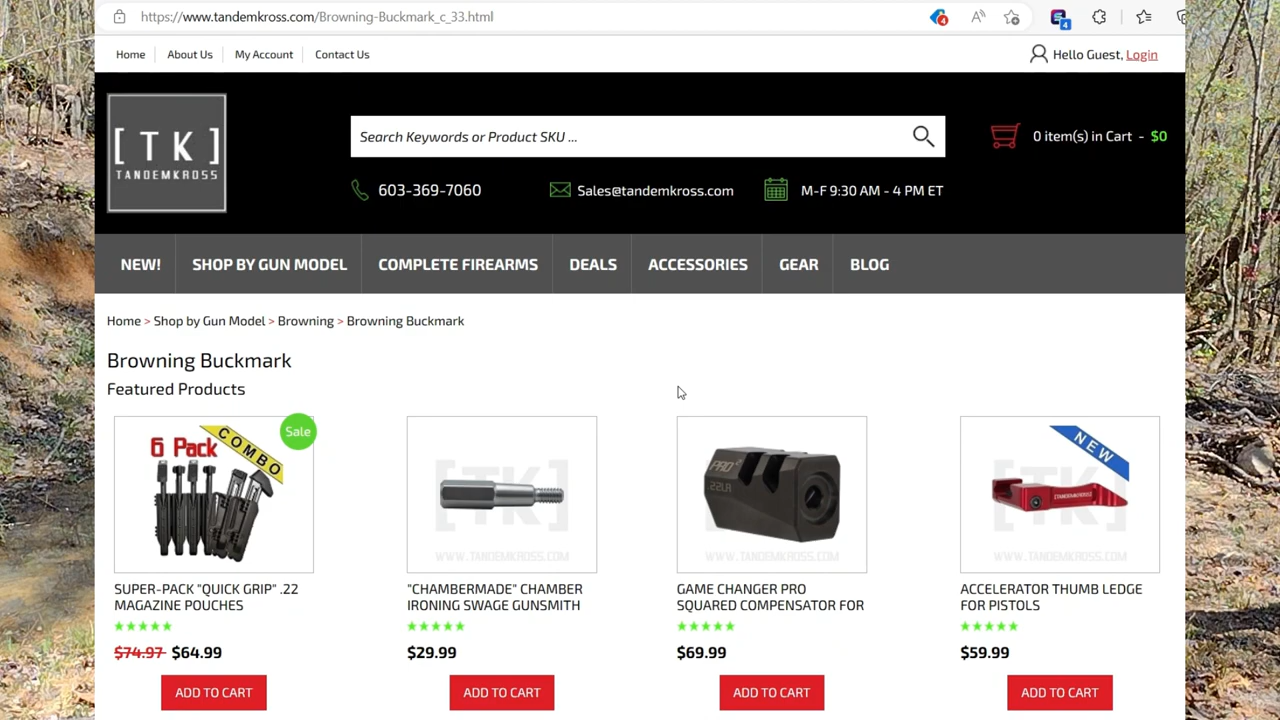 https://www.tandemkross.com/Browning-Buckmark_c_33.html
4
A
4
Home
About Us
My Account
Contact Us
Hello Guest, Login
[ T K ]
TANDEMKROSS
Search Keywords or Product SKU ...
0 item(s) in Cart - $0
603-369-7060
Sales@tandemkross.com
M-F 9:30 AM - 4 PM ET
NEW!
SHOP BY GUN MODEL
COMPLETE FIREARMS
DEALS
ACCESSORIES
GEAR
BLOG
Home > Shop by Gun Model > Browning > Browning Buckmark
Browning Buckmark
Featured Products
Sale
6 Pack
COMBO
[TK]
WWW.TANDEMKROSS.COM
PRO
22LR
WWW.TANDEMKROSS.COM
NEW
TANDEMKROSS
WWW.TANDEMKROSS.COM
SUPER-PACK "QUICK GRIP" .22
MAGAZINE POUCHES
$74.97 $64.99
ADD TO CART
"CHAMBERMADE" CHAMBER
IRONING SWAGE GUNSMITH
$29.99
ADD TO CART
GAME CHANGER PRO
SQUARED COMPENSATOR FOR
$69.99
ADD TO CART
ACCELERATOR THUMB LEDGE
FOR PISTOLS
$59.99
ADD TO CART